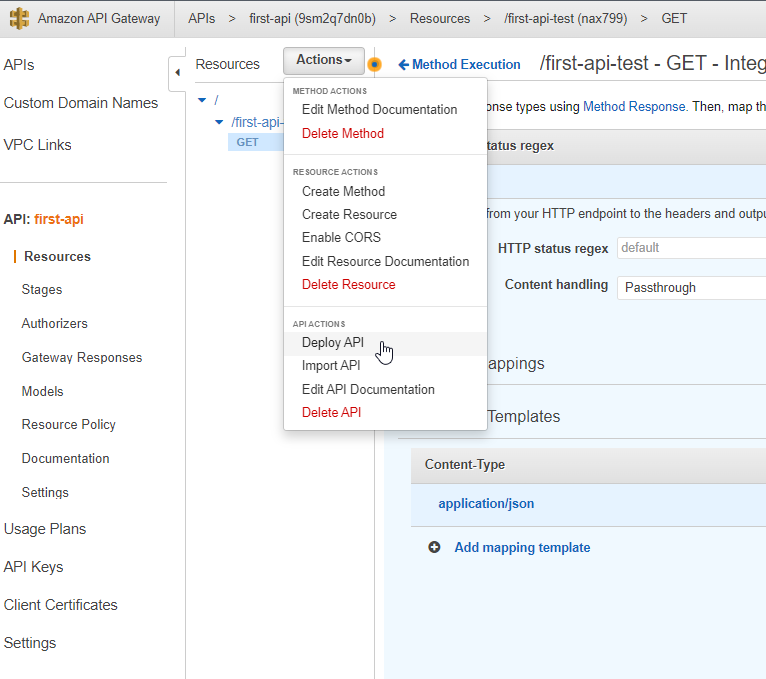 Amazon API Gateway
APIs > first-api (9sm2q7dn0b) > Resources > /first-api-test (nax799) > GET
APIs
Custom Domain Names
VPC Links
API: first-api
Resources
Stages
Authorizers
Gateway Responses
Models
Resource Policy
Documentation
Settings
Usage Plans
API Keys
Client Certificates
Settings
Resources
Actions
/
/first-api-
GET
METHOD ACTIONS
Edit Method Documentation
Delete Method
RESOURCE ACTIONS
Create Method
Create Resource
Enable CORS
Edit Resource Documentation
Delete Resource
API ACTIONS
Deploy API
Import API
Edit API Documentation
Delete API
Method Execution /first-api-test - GET - Integ
onse types using Method Response. Then, map th
tatus regex
from your HTTP endpoint to the headers and outpu
HTTP status regex default
Content handling Passthrough
appings
Templates
Content-Type
application/json
Add mapping template